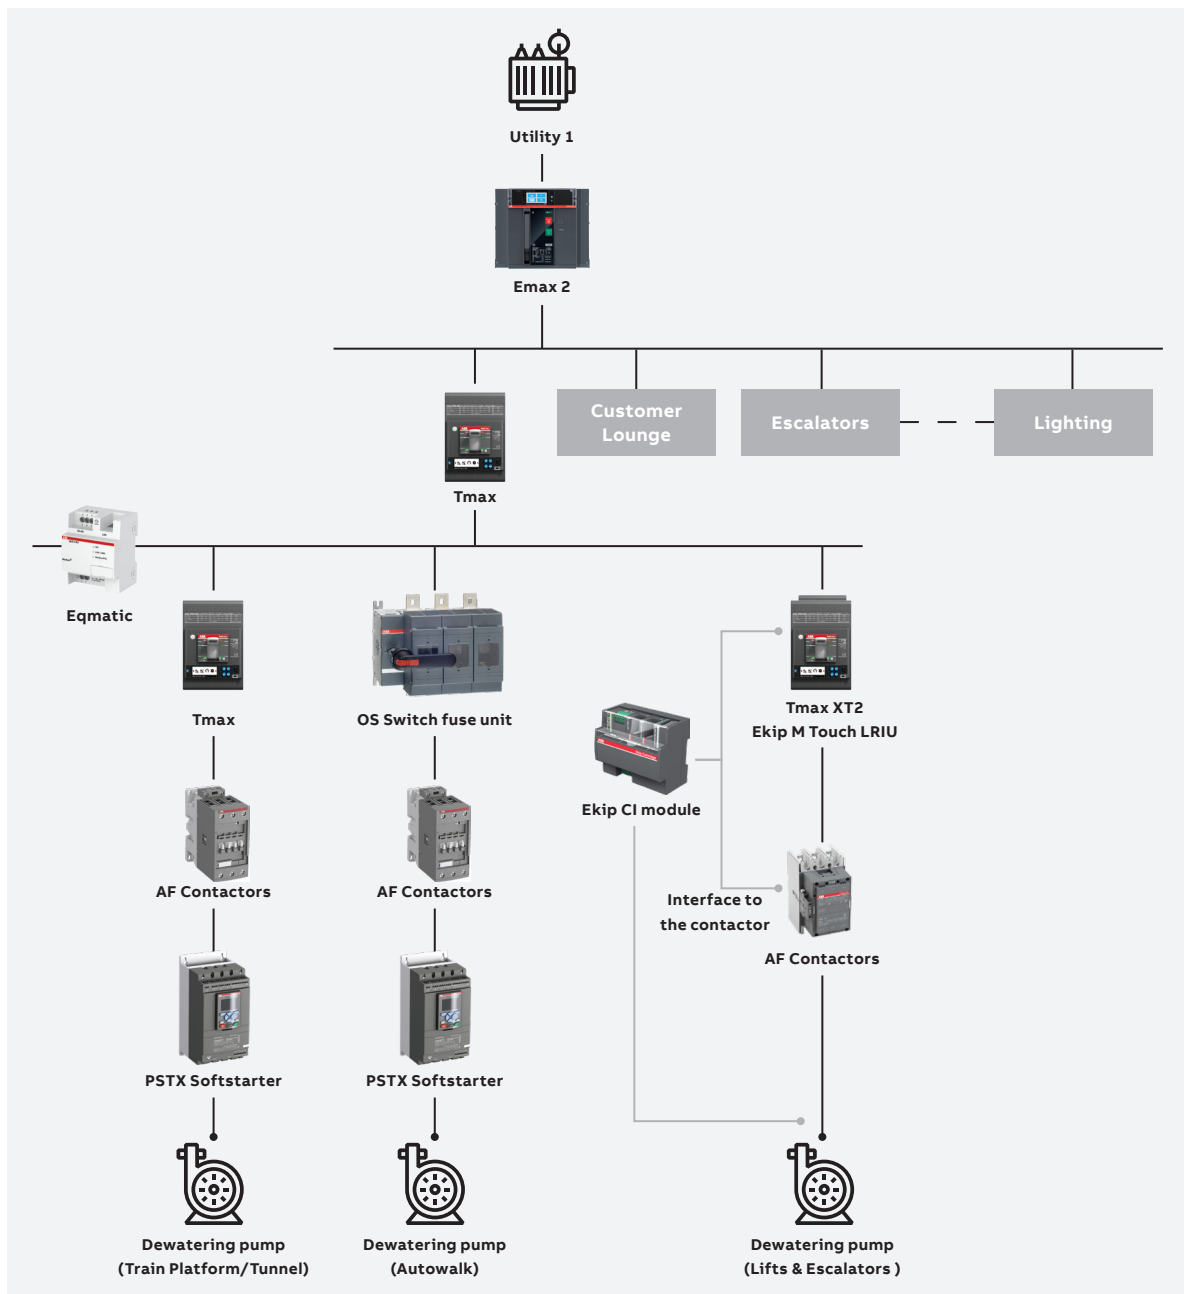 Utility 1
Emax 2
Customer
Lounge
Escalators
Lighting
Tmax
Eqmatic
Tmax
OS Switch fuse unit
Tmax XT2
Ekip M Touch LRIU
Ekip CI module
AF Contactors
AF Contactors
Interface to
the contactor
AF Contactors
PSTX Softstarter
PSTX Softstarter
Dewatering pump
(Train Platform/Tunnel)
Dewatering pump
(Autowalk)
Dewatering pump
(Lifts & Escalators )